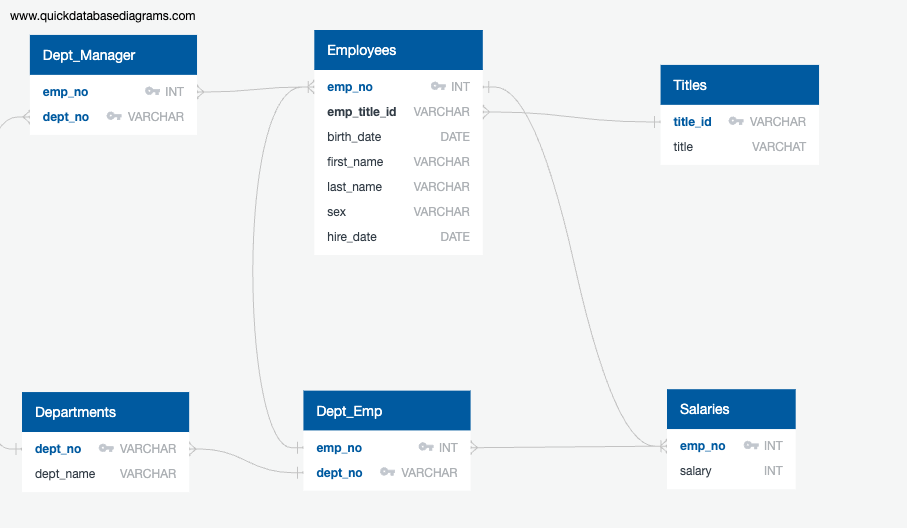 www.quickdatabasediagrams.com
Dept_Manager
emp_no INT
dept_no VARCHAR
Employees
emp_no INT
emp_title_id VARCHAR
birth_date DATE
first_name VARCHAR
last_name VARCHAR
sex VARCHAR
hire_date DATE
Titles
title_id VARCHAR
title VARCHAT
Departments
dept_no VARCHAR
dept_name VARCHAR
Dept_Emp
emp_no INT
dept_no VARCHAR
Salaries
emp_no INT
salary INT